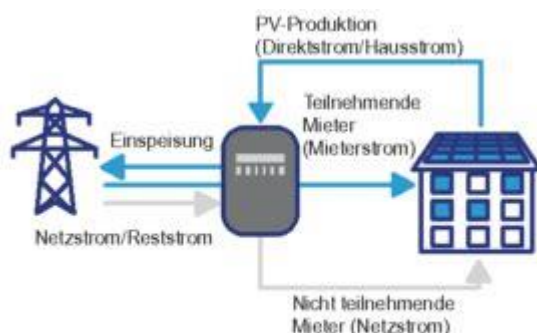 PV-Produktion
(Direktstrom/Hausstrom)
Teilnehmende
Mieter
(Mieterstrom)
Einspeisung
Netzstrom/Reststrom
Nicht teilnehmende
Mieter (Netzstrom)